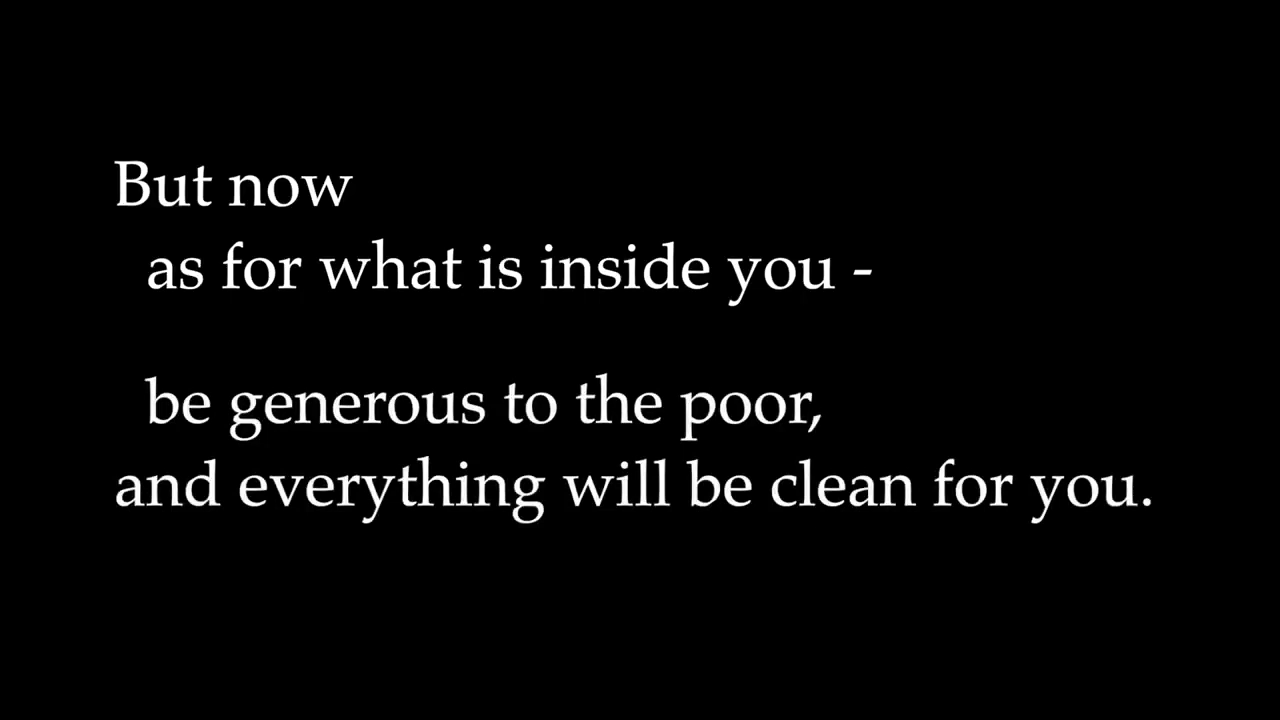 But now
as for what is inside you -
be generous to the poor,
and everything will be clean for you.